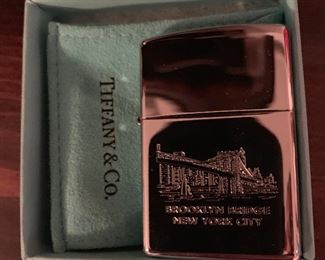 TIFFANY & CO.
BROOKLYN BRIDGE
NEW YORK CITY